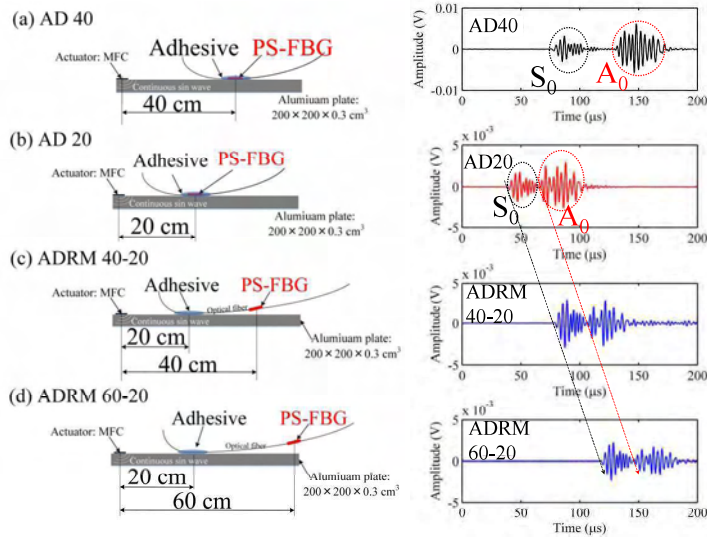 (a) AD 40
Adhesive PS-FBG
Actuator: MFC
Continuous sin wave
40 cm
Alumiuam plate:
200×200×0.3 cm³
(b) AD 20
Adhesive PS-FBG
Actuator: MFC
Continuous sin wave
20 cm
Alumiuam plate:
200×200×0.3 cm³
(c) ADRM 40-20
Adhesive PS-FBG
Actuator: MFC
Optical fiber
Continuous sin wave
20 cm
40 cm
Alumiuam plate:
200×200×0.3 cm³
(d) ADRM 60-20
Adhesive PS-FBG
Actuator: MFC
Optical fiber
Continuous sin wave
20 cm
60 cm
Alumiuam plate:
200×200×0.3 cm³
0.01
0
-0.01
Amplitude (V)
AD40
S₀ A₀
0 50 100 150 200
Time (μs)
× 10⁻³
5
0
-5
Amplitude (V)
AD20
S₀ A₀
0 50 100 150 200
Time (μs)
× 10⁻³
5
0
-5
Amplitude (V)
ADRM
40-20
0 50 100 150 200
Time (μs)
× 10⁻³
5
0
-5
Amplitude (V)
ADRM
60-20
0 50 100 150 200
Time (μs)